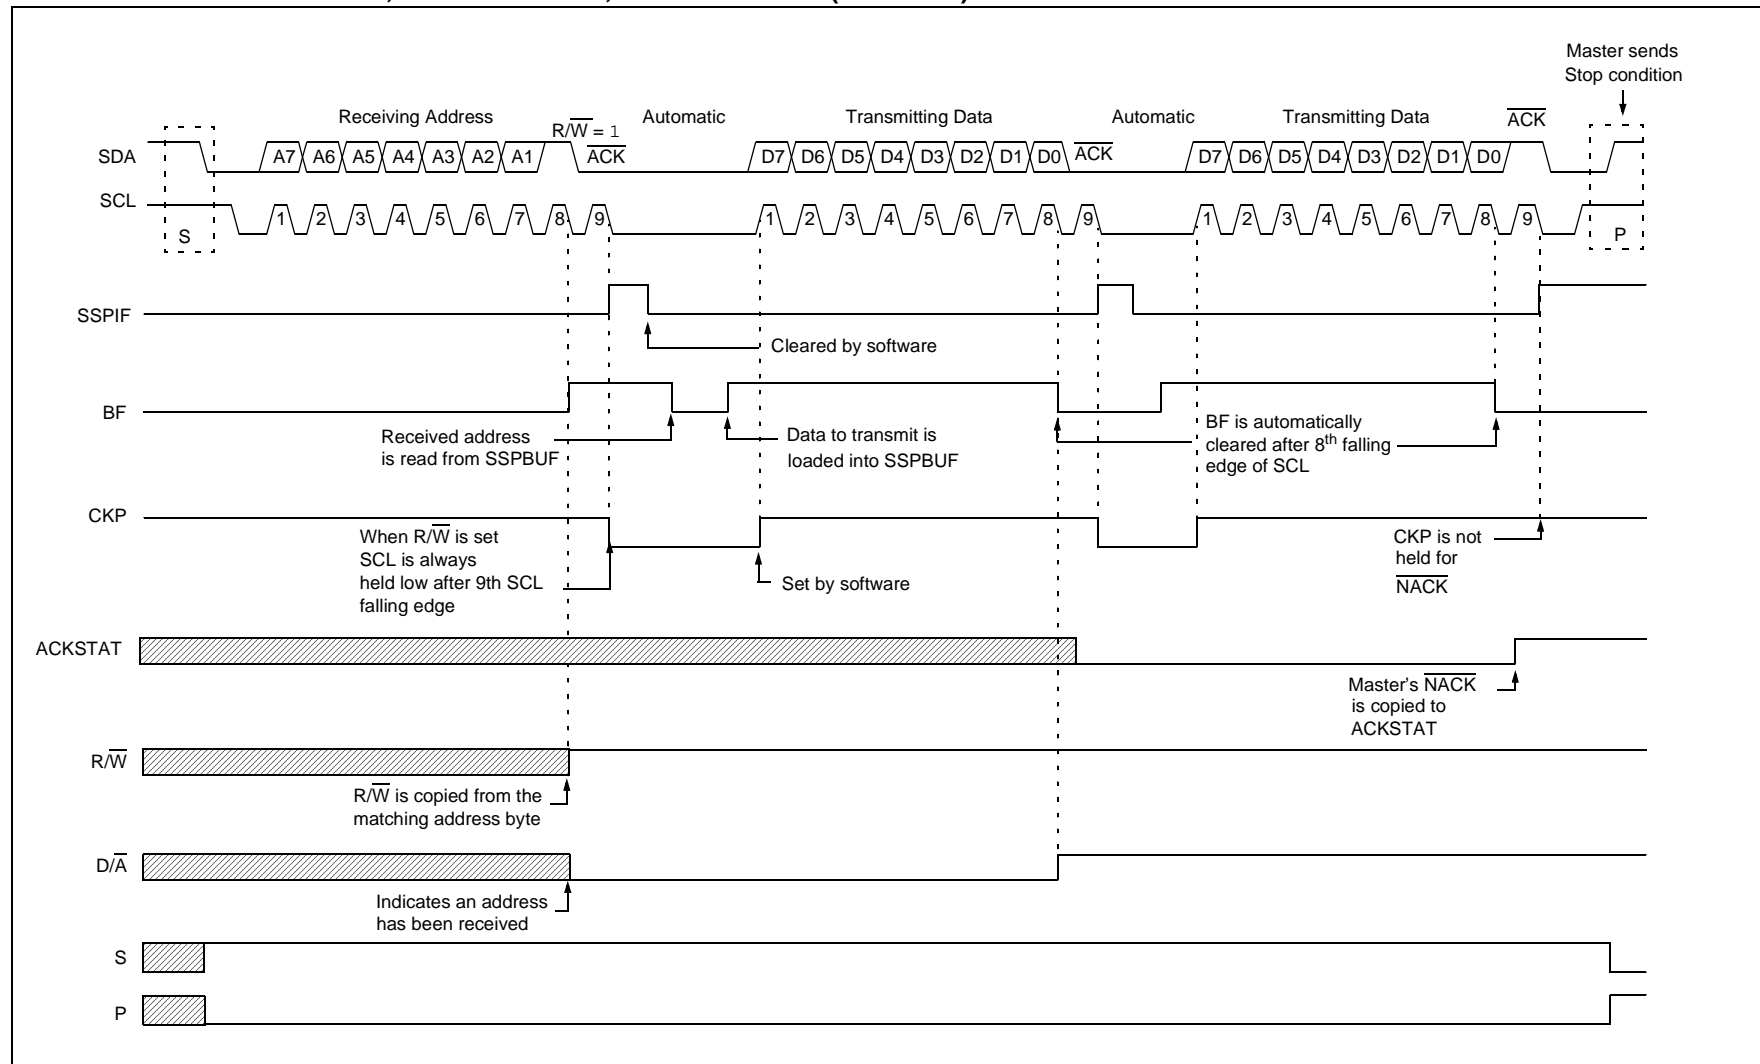 Master sends
Stop condition
Receiving Address
R/W̅ = 1
Automatic
Transmitting Data
Automatic
Transmitting Data
A̅C̅K̅
SDA
A7 A6 A5 A4 A3 A2 A1
A̅C̅K̅
D7 D6 D5 D4 D3 D2 D1 D0
A̅C̅K̅
D7 D6 D5 D4 D3 D2 D1 D0
SCL
S
1 2 3 4 5 6 7 8 9
1 2 3 4 5 6 7 8 9
1 2 3 4 5 6 7 8 9
P
SSPIF
Cleared by software
BF
Received address
is read from SSPBUF
Data to transmit is
loaded into SSPBUF
BF is automatically
cleared after 8th falling
edge of SCL
CKP
When R/W̅ is set
SCL is always
held low after 9th SCL
falling edge
Set by software
CKP is not
held for
N̅A̅C̅K̅
ACKSTAT
Master's N̅A̅C̅K̅
is copied to
ACKSTAT
R/W̅
R/W̅ is copied from the
matching address byte
D/A̅
Indicates an address
has been received
S
P